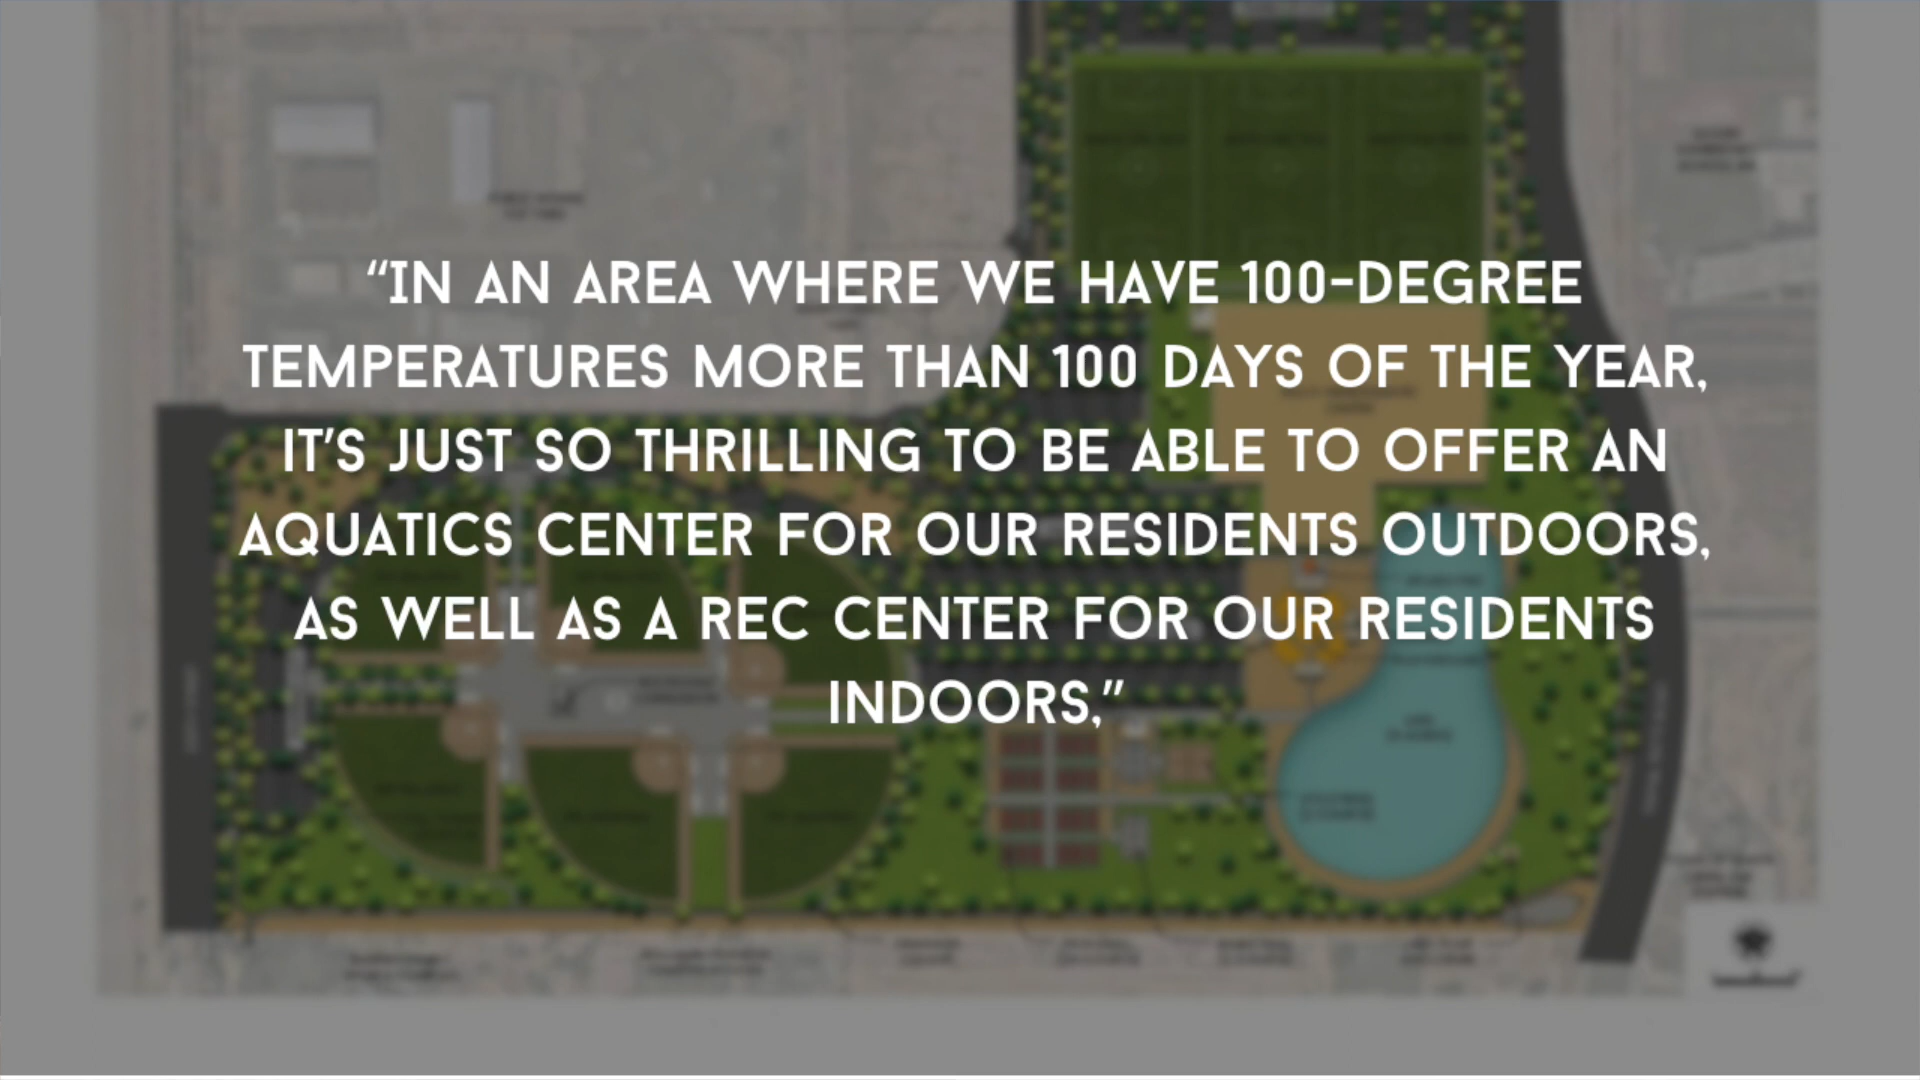 “IN AN AREA WHERE WE HAVE 100-DEGREE
TEMPERATURES MORE THAN 100 DAYS OF THE YEAR,
IT’S JUST SO THRILLING TO BE ABLE TO OFFER AN
AQUATICS CENTER FOR OUR RESIDENTS OUTDOORS,
AS WELL AS A REC CENTER FOR OUR RESIDENTS
INDOORS,”